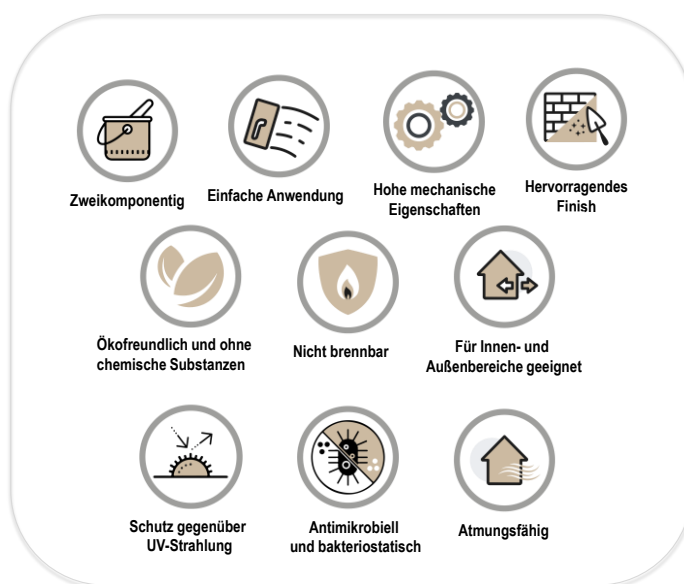 Zweikomponentig
Einfache Anwendung
Hohe mechanische
Eigenschaften
Hervorragendes
Finish
Ökofreundlich und ohne
chemische Substanzen
Nicht brennbar
Für Innen- und
Außenbereiche geeignet
Schutz gegenüber
UV-Strahlung
Antimikrobiell
und bakteriostatisch
Atmungsfähig